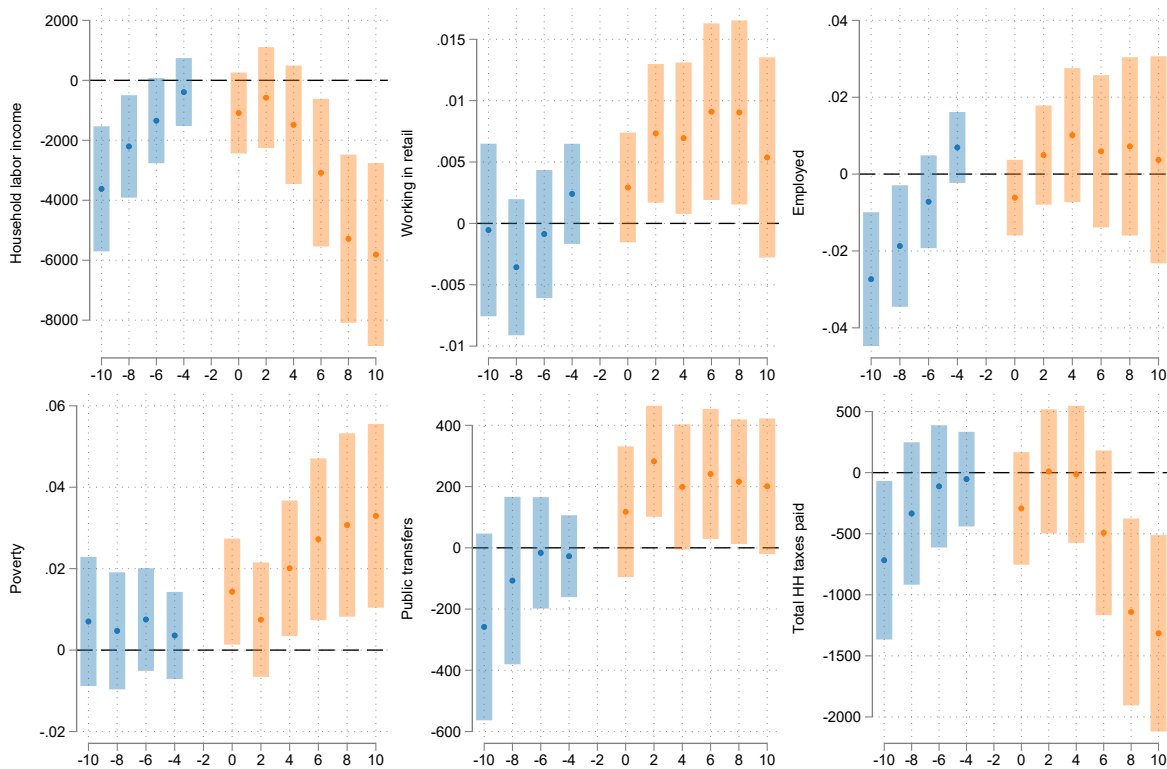 Household labor income
2000
0
-2000
-4000
-6000
-8000
-10 -8 -6 -4 -2 0 2 4 6 8 10
Working in retail
.015
.01
.005
0
-.005
-.01
-10 -8 -6 -4 -2 0 2 4 6 8 10
Employed
.04
.02
0
-.02
-.04
-10 -8 -6 -4 -2 0 2 4 6 8 10
Poverty
.06
.04
.02
0
-.02
-10 -8 -6 -4 -2 0 2 4 6 8 10
Public transfers
400
200
0
-200
-400
-600
-10 -8 -6 -4 -2 0 2 4 6 8 10
Total HH taxes paid
500
0
-500
-1000
-1500
-2000
-10 -8 -6 -4 -2 0 2 4 6 8 10